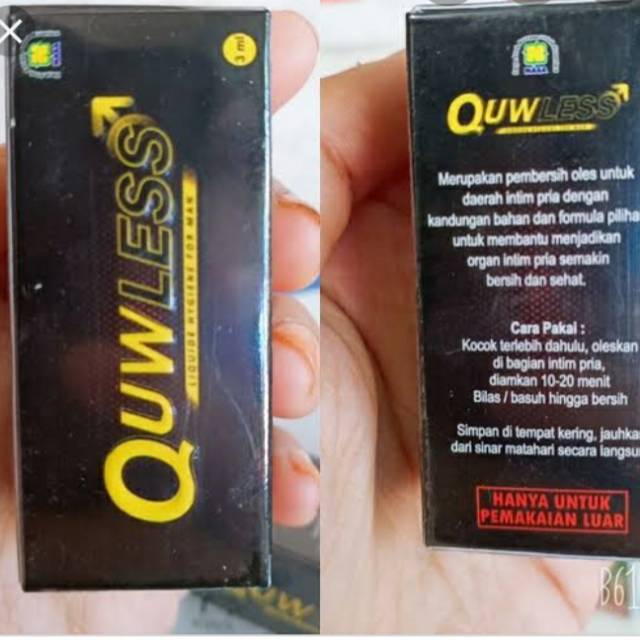 3 ml
QUWLESS
LIQUIDE HYGIENE FOR MAN
QUW
QUWLESS
Merupakan pembersih oles untuk
daerah intim pria dengan
kandungan bahan dan formula
untuk membantu menjadikan
organ intim pria semakin
bersih dan sehat.
Cara Pakai :
Kocok terlebih dahulu, oleskan
di bagian intim pria,
diamkan 10-20 menit
Bilas / basuh hingga bersih
Simpan di tempat kering,
dari sinar matahari secara
HANYA UNTUK
PEMAKAIAN LUAR
B61